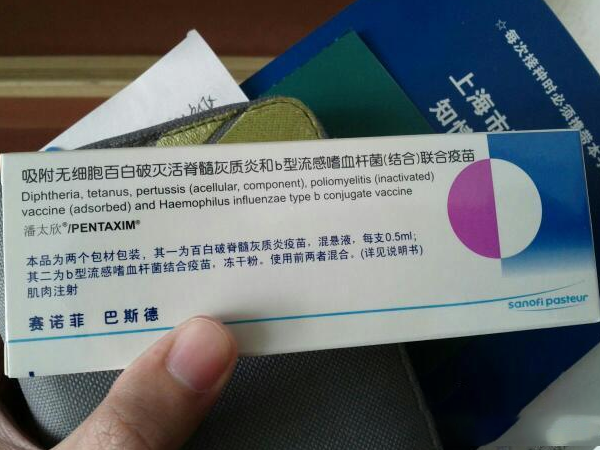 吸附无细胞百白破灭活脊髓灰质炎和b型流感嗜血杆菌(结合)联合疫苗
Diphtheria, tetanus, pertussis (acellular, component), poliomyelitis (inactivated)
vaccine (adsorbed) and Haemophilus influenzae type b conjugate vaccine
潘太欣®/PENTAXIM®
本品为两个包材包装,其一为百白破脊髓灰质炎疫苗,混悬液,每支0.5ml;
其二为b型流感嗜血杆菌结合疫苗,冻干粉。使用前两者混合。(详见说明书)
肌肉注射
赛诺菲 巴斯德
sanofi pasteur
☆每次接种时必须携带本
上海市
知情